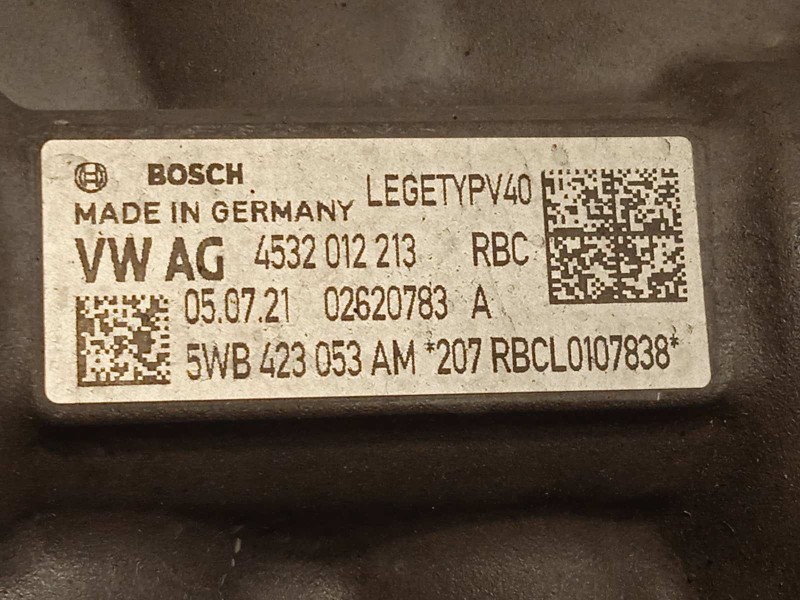 BOSCH LEGETYPV40
MADE IN GERMANY
VW AG 4532 012 213 RBC
05.07.21 02620783 A
5WB 423 053 AM *207 RBCL0107838*